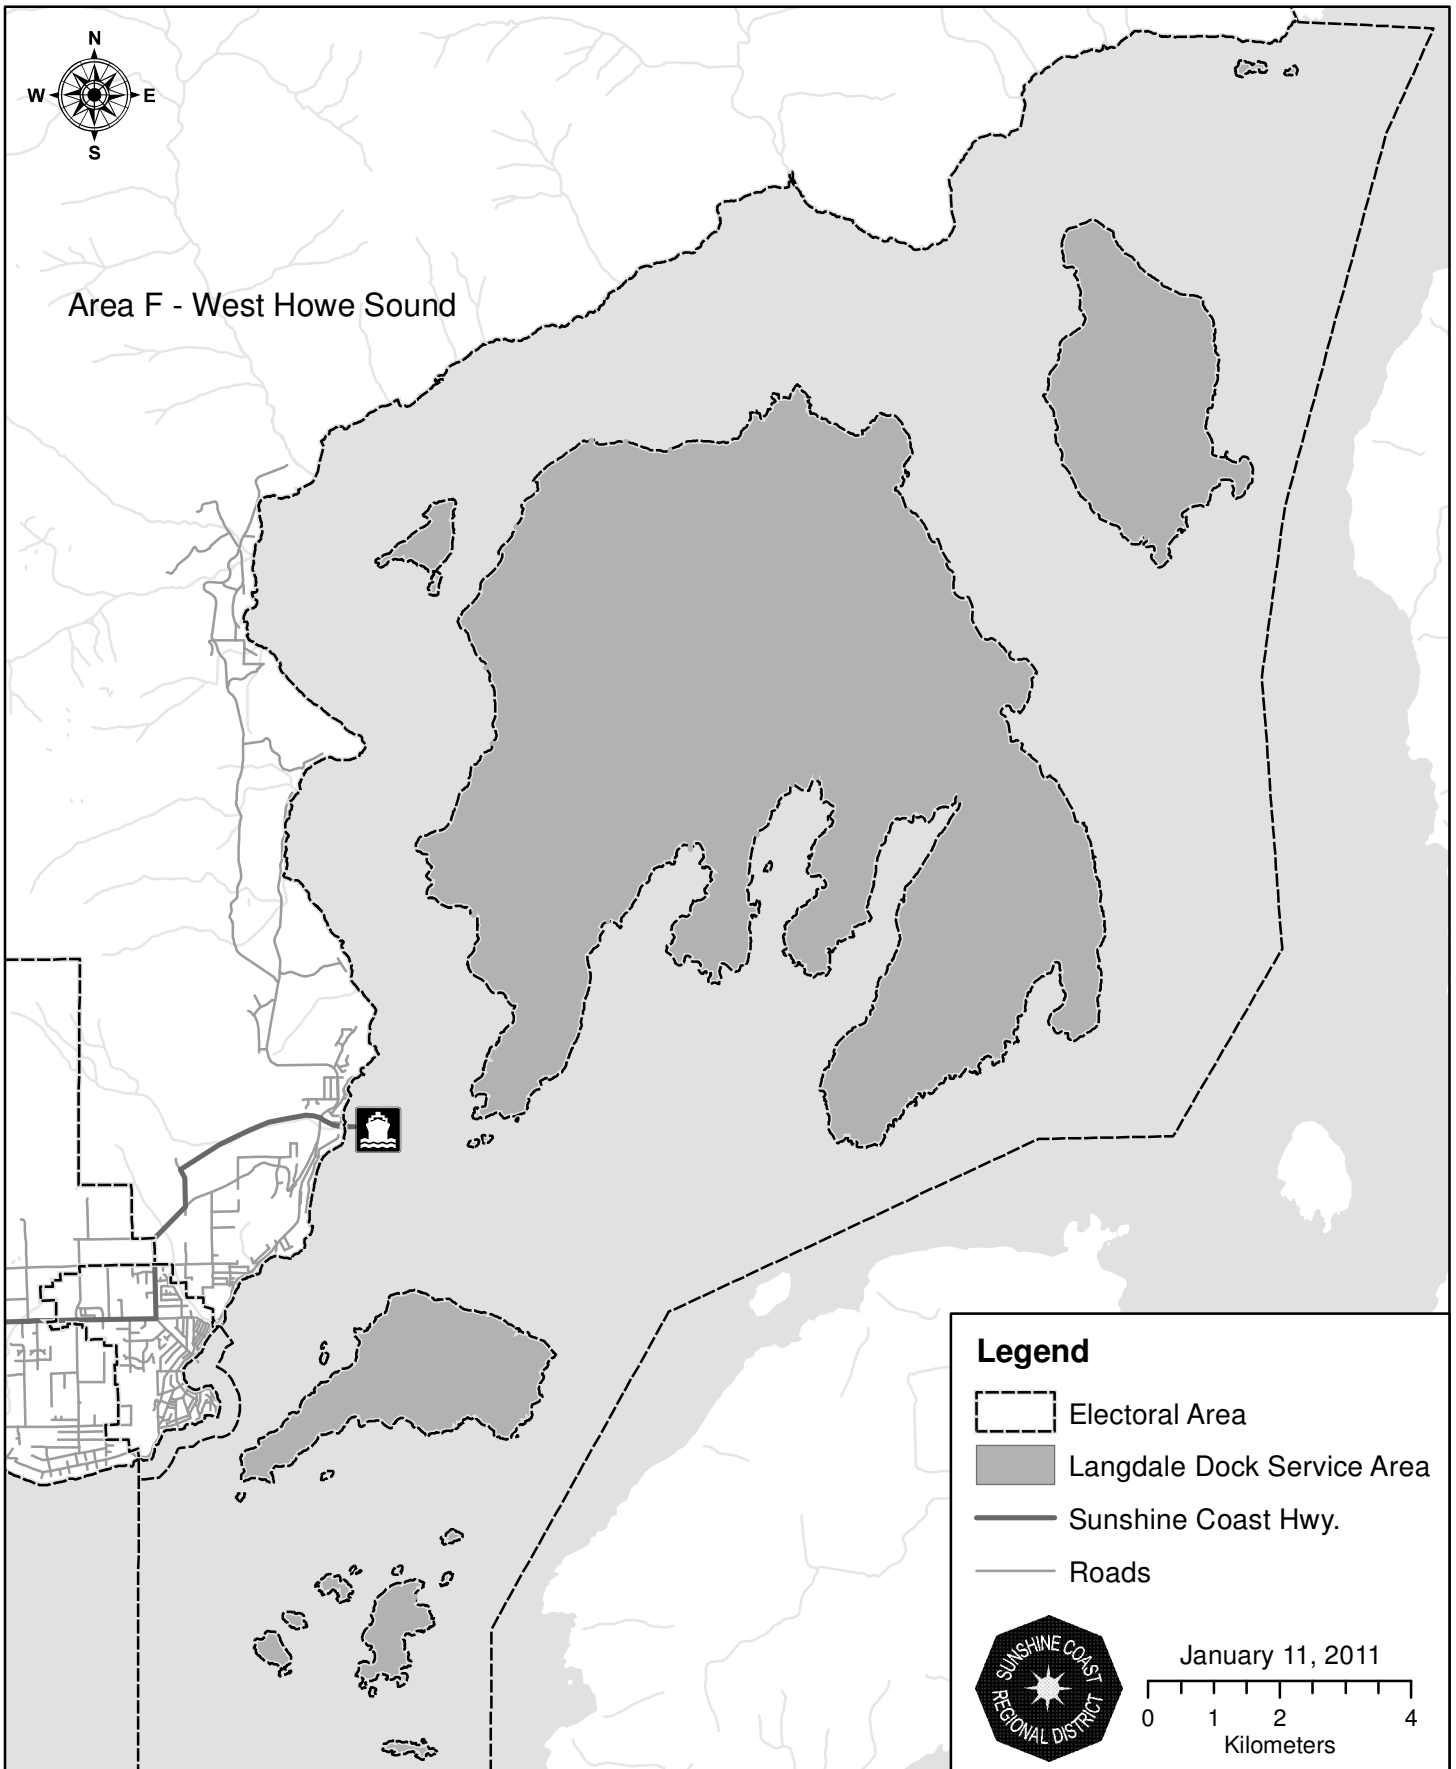 N
W E
S
Area F - West Howe Sound
Legend
Electoral Area
Langdale Dock Service Area
Sunshine Coast Hwy.
Roads
SUNSHINE COAST
REGIONAL DISTRICT
January 11, 2011
0 1 2 4
Kilometers